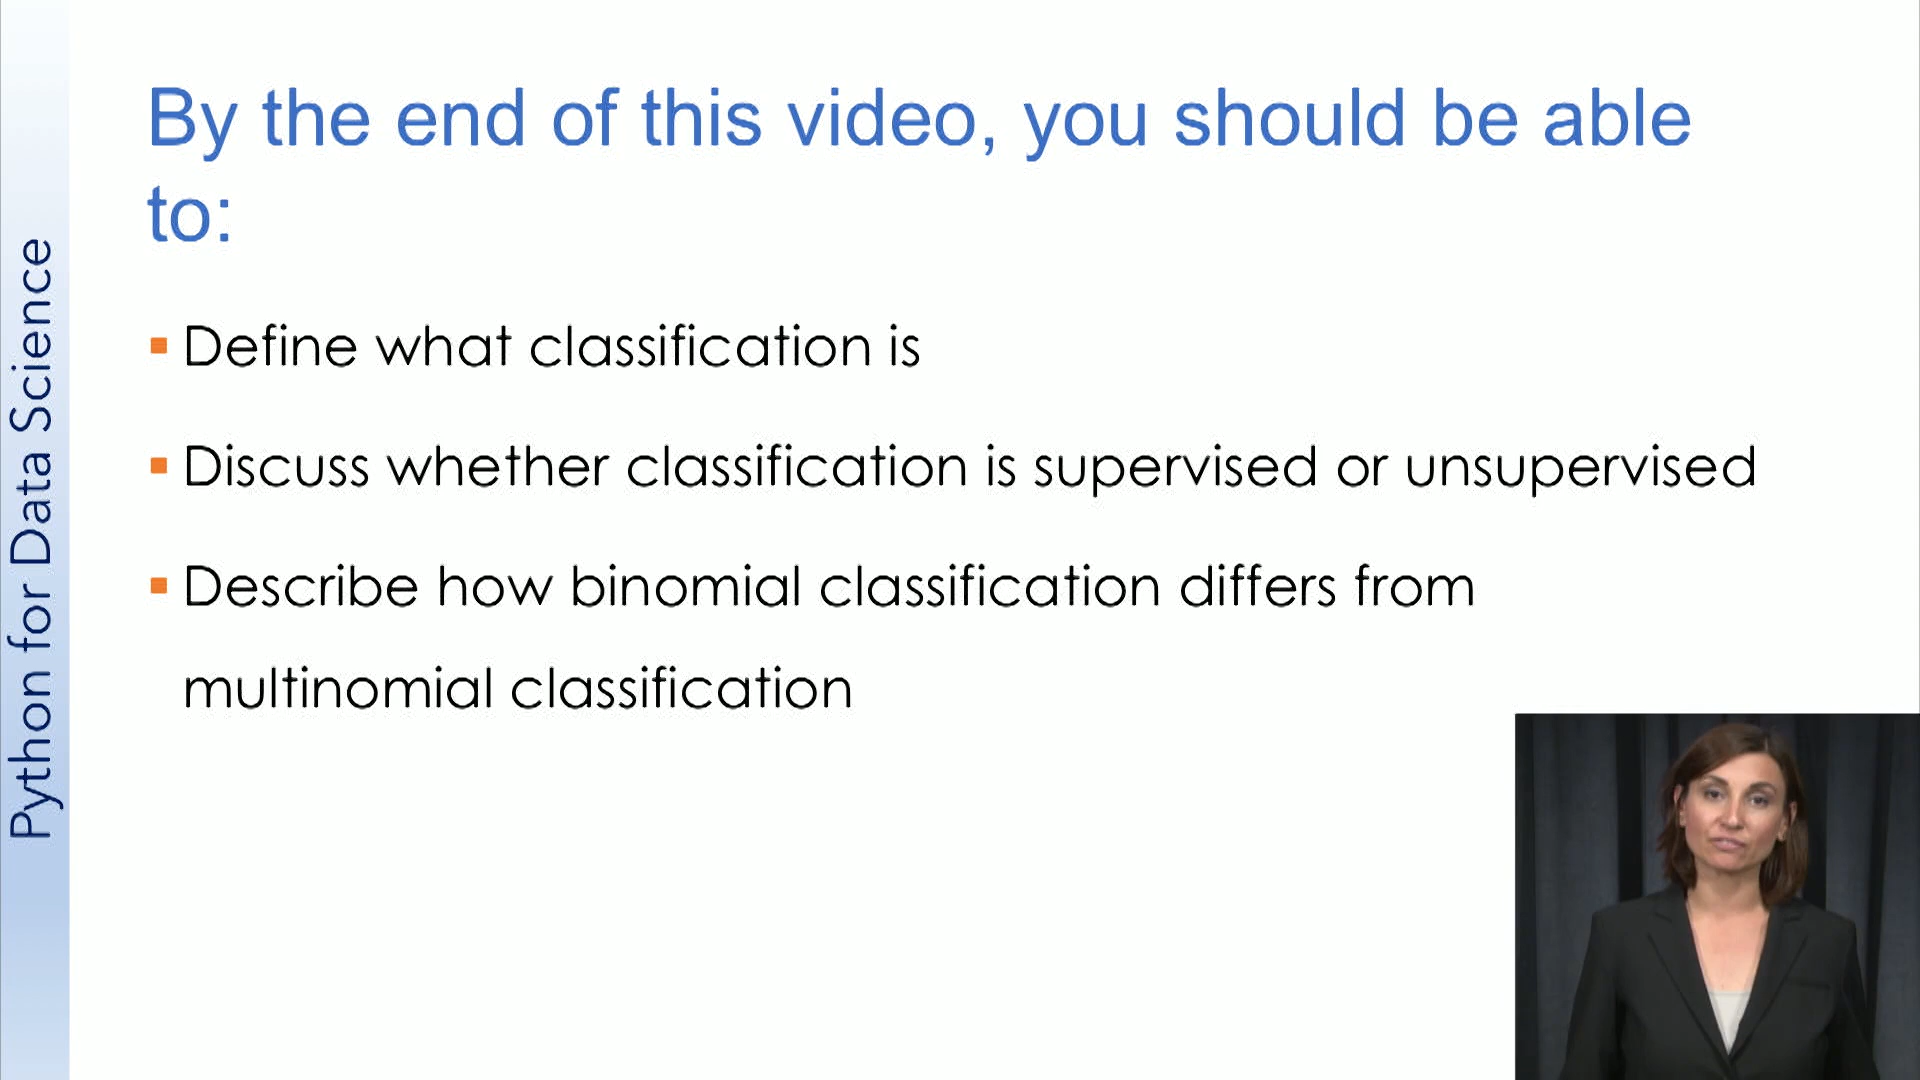 By the end of this video, you should be able
to:
▪ Define what classification is
▪ Discuss whether classification is supervised or unsupervised
▪ Describe how binomial classification differs from
multinomial classification
Python for Data Science